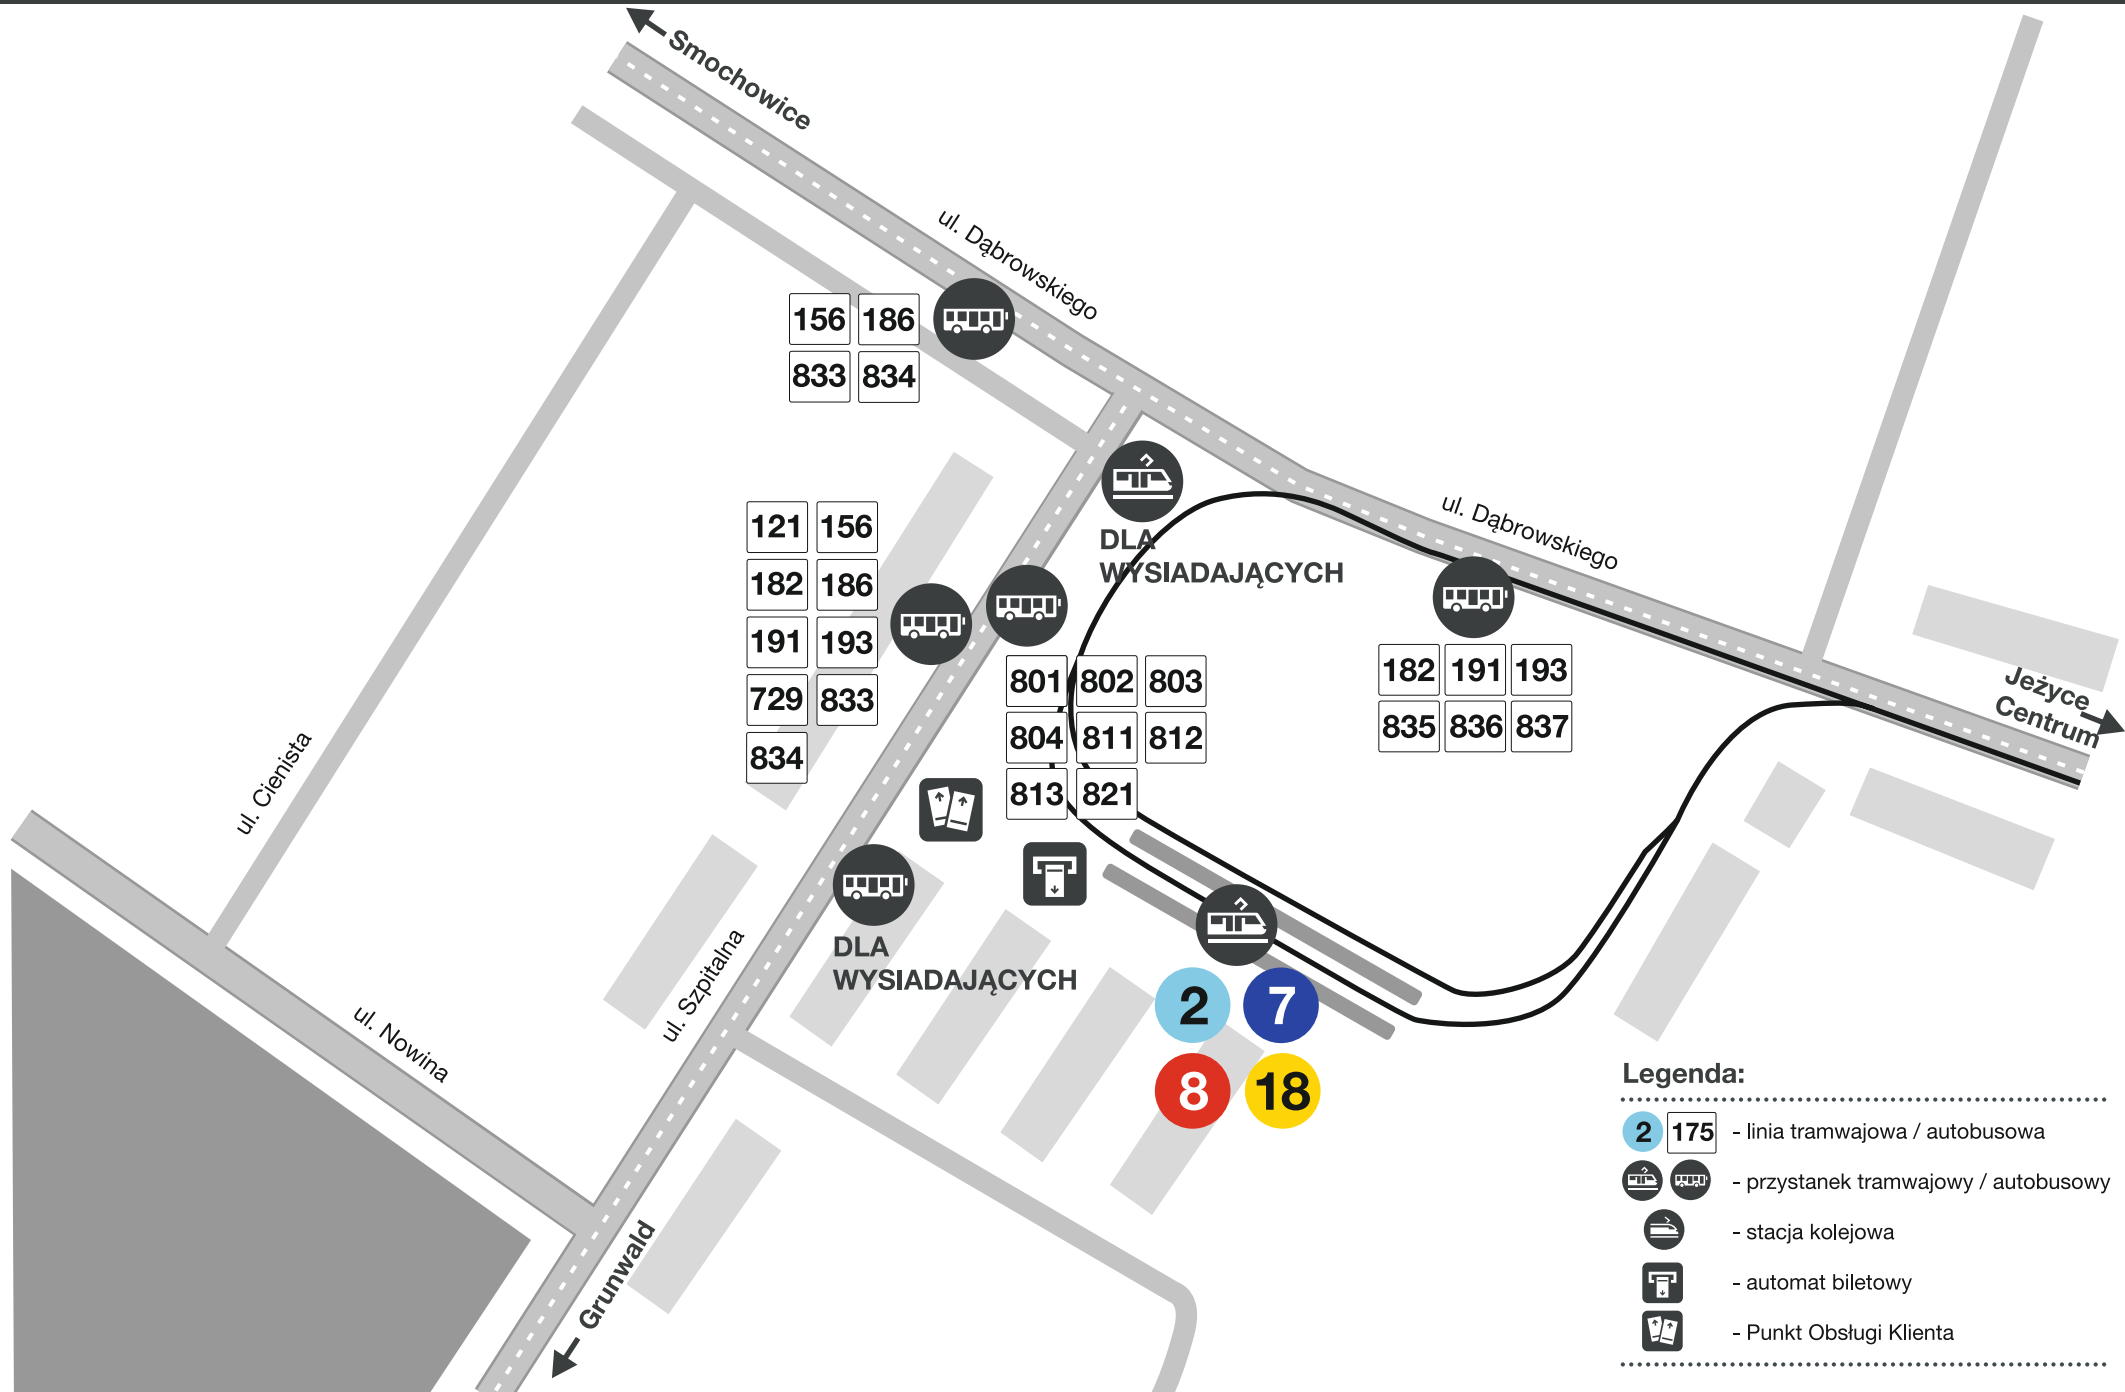 Smochowice
ul. Dąbrowskiego
156 186
833 834
ul. Dąbrowskiego
DLA
WYSIADAJĄCYCH
121 156
182 186
191 193
729 833
834
801 802 803
804 811 812
813 821
182 191 193
835 836 837
Jeżyce
Centrum
ul. Cienista
DLA
WYSIADAJĄCYCH
ul. Szpitalna
ul. Nowina
2 7
8 18
Grunwald
Legenda:
2 175 - linia tramwajowa / autobusowa
- przystanek tramwajowy / autobusowy
- stacja kolejowa
- automat biletowy
- Punkt Obsługi Klienta